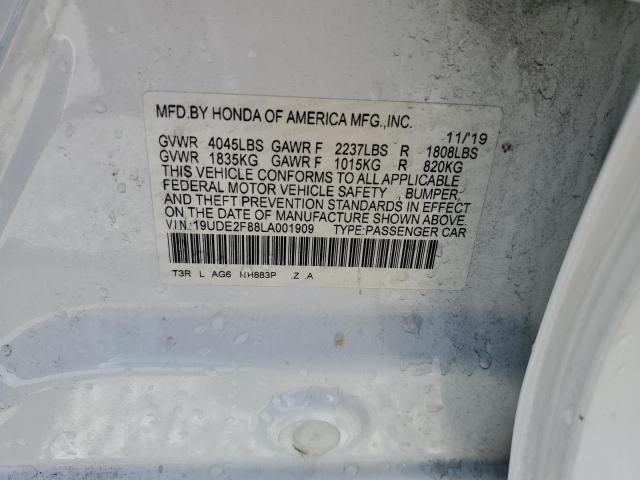 MFD.BY HONDA OF AMERICA MFG.,INC.
11/19
GVWR 4045LBS GAWR F 2237LBS R 1808LBS
GVWR 1835KG GAWR F 1015KG R 820KG
THIS VEHICLE CONFORMS TO ALL APPLICABLE
FEDERAL MOTOR VEHICLE SAFETY , BUMPER,
AND THEFT PREVENTION STANDARDS IN EFFECT
ON THE DATE OF MANUFACTURE SHOWN ABOVE.
V.I.N.:19UDE2F88LA001909 TYPE:PASSENGER CAR
T3R L AG6 NH883P Z .A